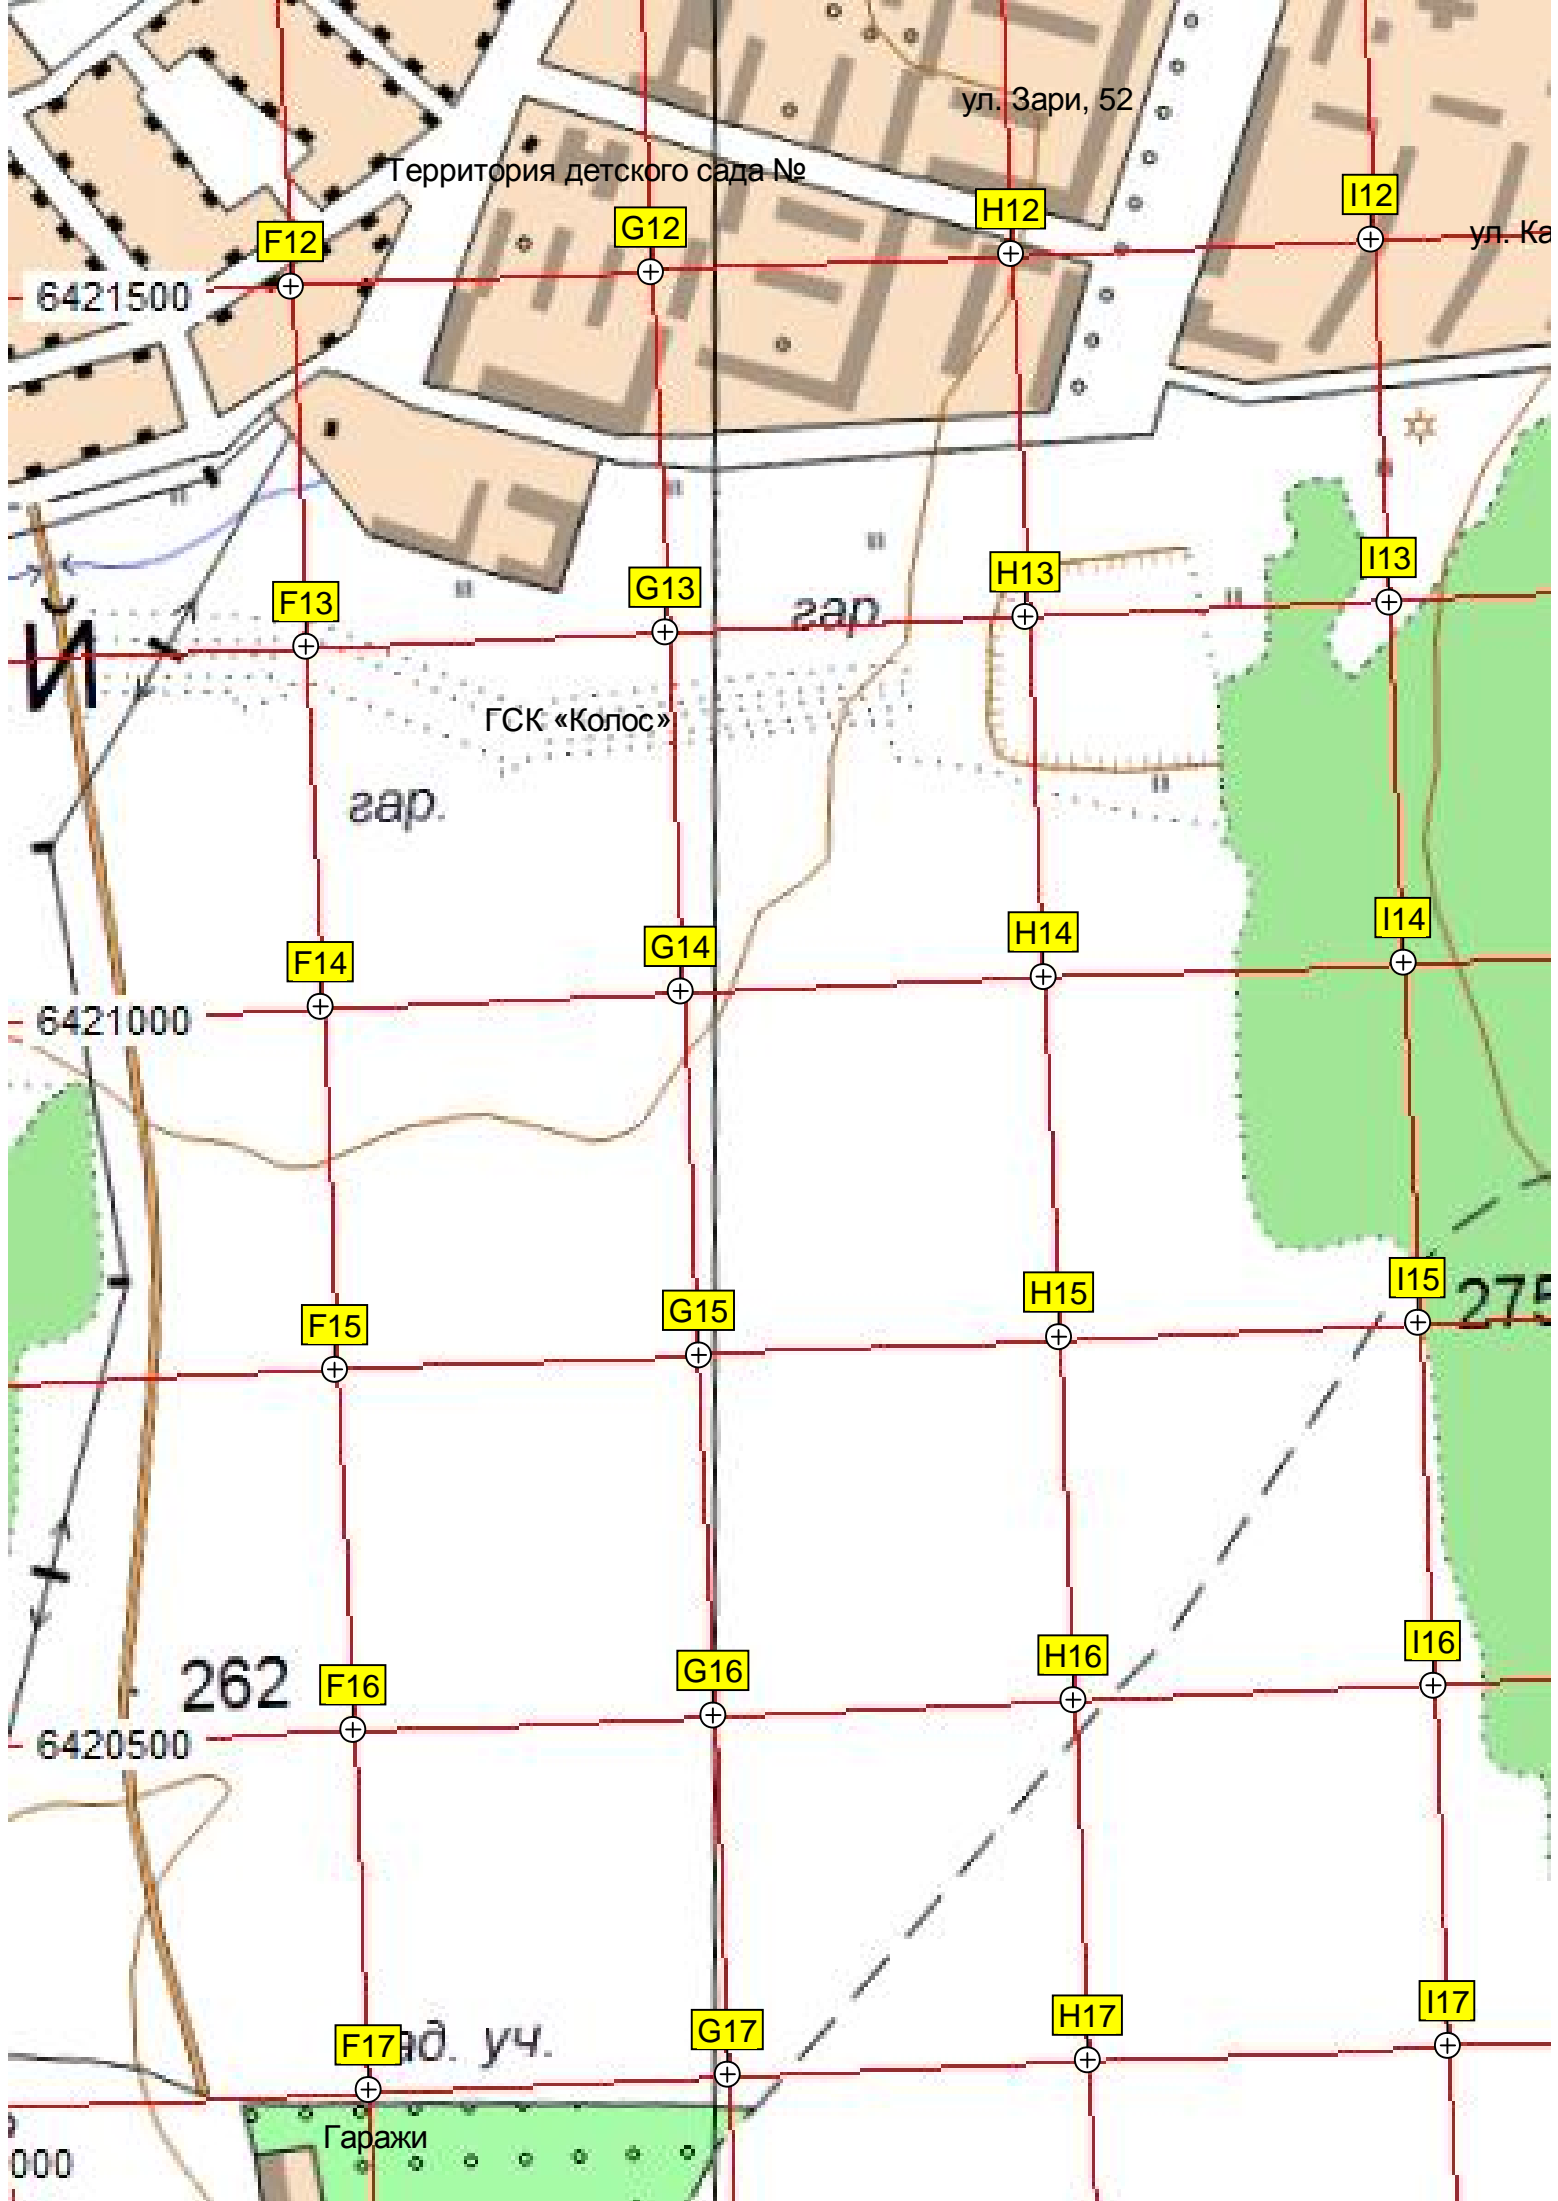 ул. Зари, 52
Территория детского сада №
F12
G12
H12
I12
ул. Ка
6421500
F13
G13
H13
I13
гар.
И
ГСК «Колос»
гар.
F14
G14
H14
I14
6421000
F15
G15
H15
I15
275
F16
G16
H16
I16
262
6420500
F17
ад. уч.
G17
H17
I17
Гаражи
000